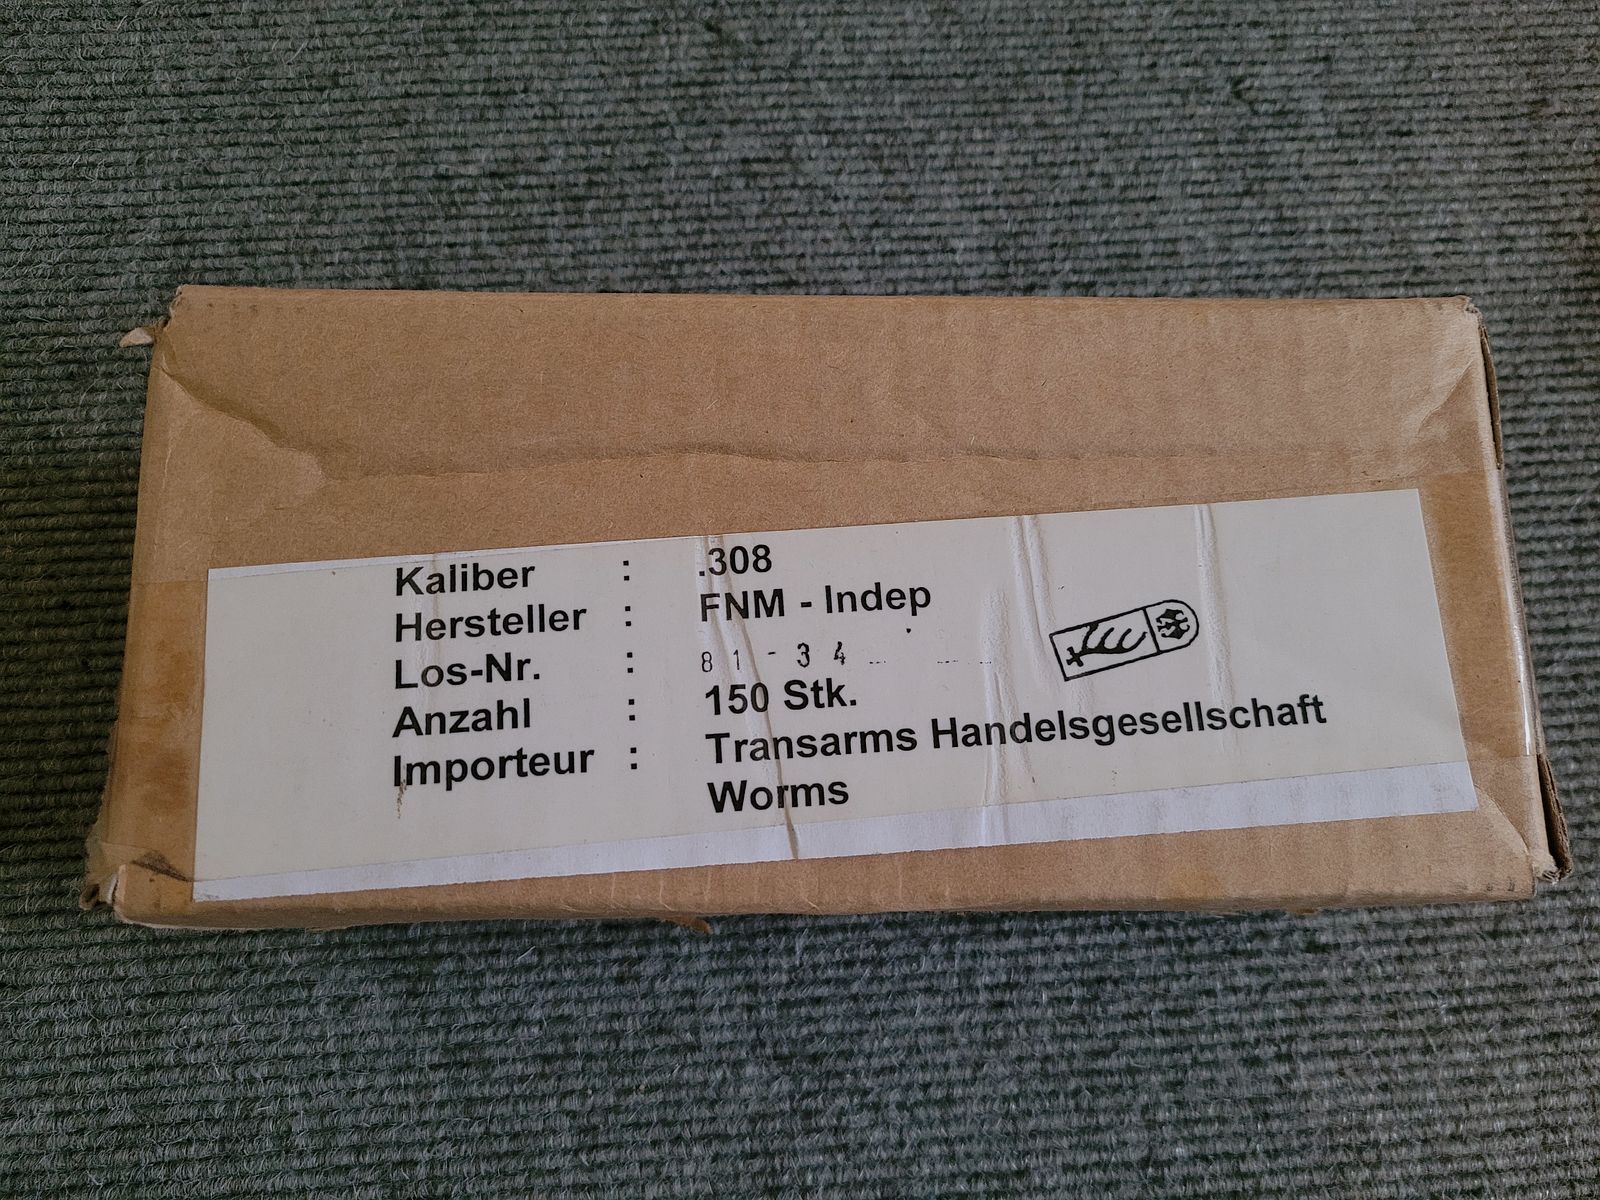 Kaliber : .308
Hersteller : FNM - Indep
Los-Nr. : 81-34
Anzahl : 150 Stk.
Importeur : Transarms Handelsgesellschaft
Worms